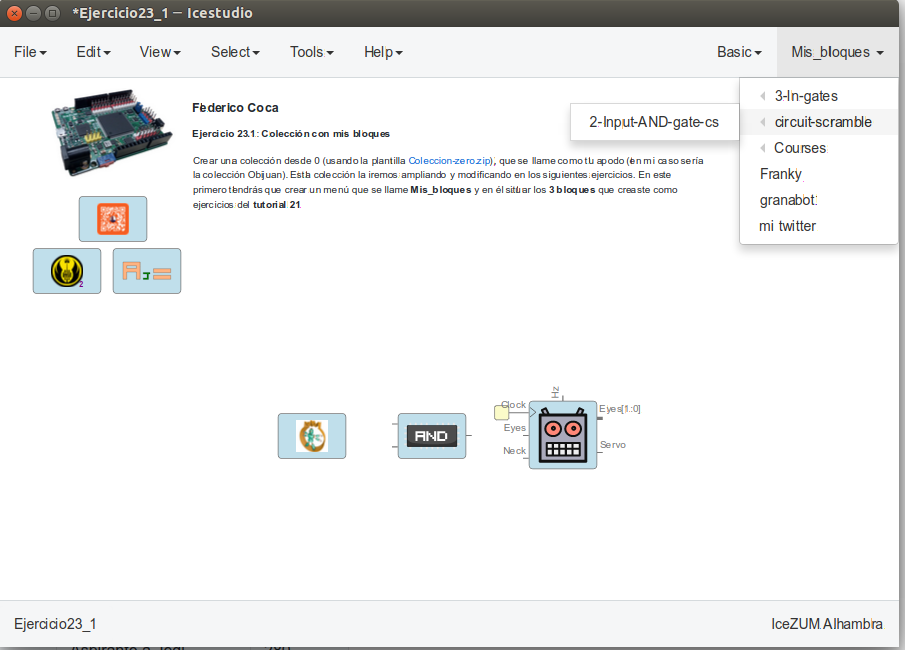 *Ejercicio23_1 — Icestudio
File Edit View Select Tools Help Basic Mis_bloques
3-In-gates
2-Input-AND-gate-cs
circuit-scramble
Courses
Franky
granabot
mi twitter
Féderico Coca
Ejercicio 23.1: Colección con mis bloques
Crear una colección desde 0 (usando la plantilla Coleccion-zero.zip), que se llame como tu apodo (en mi caso sería
la colección Obijuan). Esta colección la iremos ampliando y modificando en los siguientes ejercicios. En este
primero tendrás que crear un menú que se llame Mis_bloques y en él situar los 3 bloques que creaste como
ejercicios del tutorial 21
2
AND
Hz
Clock
Eyes
Neck
Eyes[1:0]
Servo
Ejercicio23_1
IceZUM Alhambra